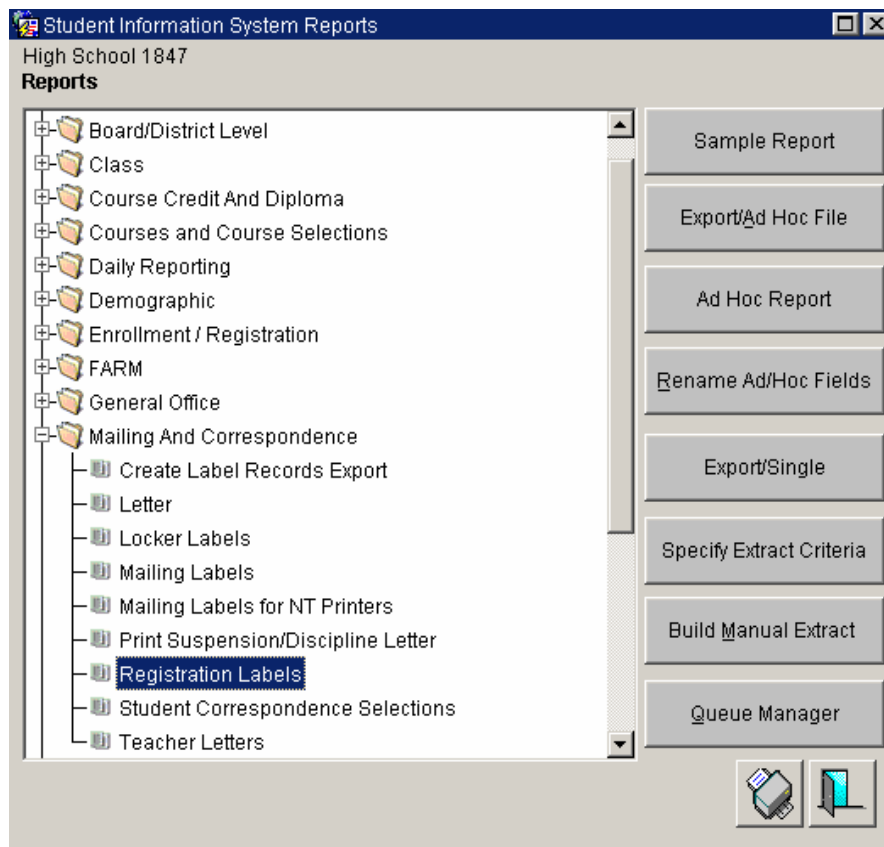 Student Information System Reports
High School 1847
Reports
Board/District Level
Class
Course Credit And Diploma
Courses and Course Selections
Daily Reporting
Demographic
Enrollment / Registration
FARM
General Office
Mailing And Correspondence
Create Label Records Export
Letter
Locker Labels
Mailing Labels
Mailing Labels for NT Printers
Print Suspension/Discipline Letter
Registration Labels
Student Correspondence Selections
Teacher Letters
Sample Report
Export/Ad Hoc File
Ad Hoc Report
Rename Ad/Hoc Fields
Export/Single
Specify Extract Criteria
Build Manual Extract
Queue Manager